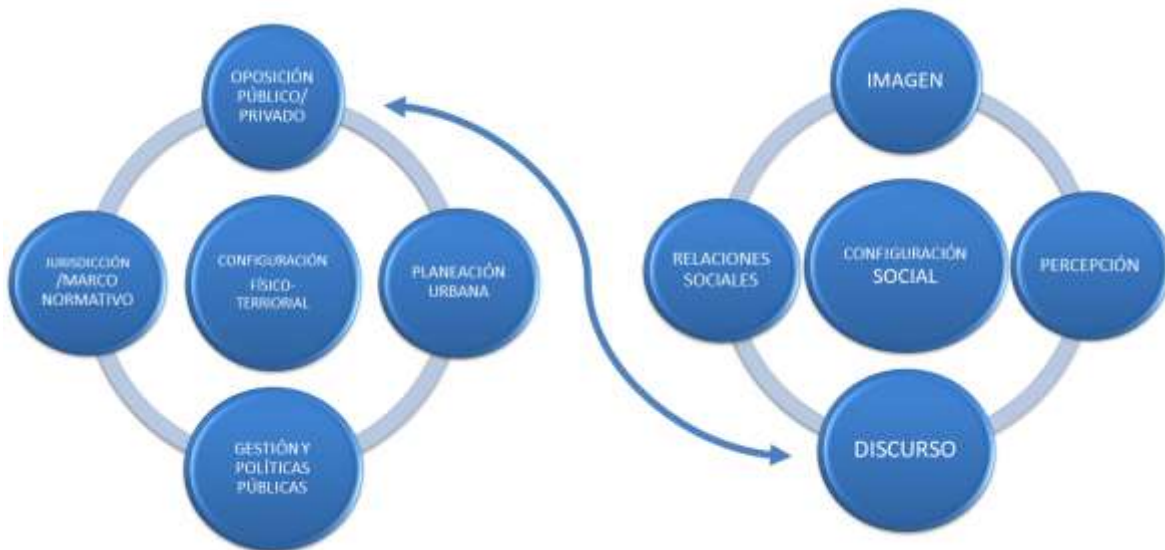 OPOSICIÓN
PÚBLICO/
PRIVADO
JURISDICCIÓN
/MARCO
NORMATIVO
CONFIGURACIÓN
FÍSICO-
TERRIORIAL
PLANEACIÓN
URBANA
GESTIÓN Y
POLÍTICAS
PÚBLICAS
IMAGEN
RELACIONES
SOCIALES
CONFIGURACIÓN
SOCIAL
PERCEPCIÓN
DISCURSO